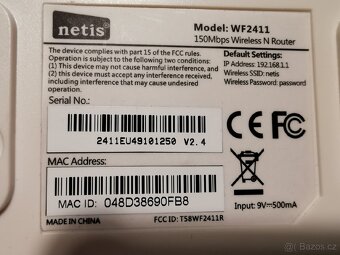 netis
Model: WF2411
150Mbps Wireless N Router
The device complies with part 15 of the FCC rules.
Operation is subject to the following two conditions:
(1) This device may not cause harmful interference, and
(2) this device must accept any interference received,
including interference that may cause undesired operation.
Default Settings:
IP Address: 192.168.1.1
Wireless SSID: netis
Wireless Password: password
Serial No.:
2411EU49101250 V2.4
CE FC
MAC Address:
MAC ID: 048D38690FB8
Input: 9V⎓500mA
MADE IN CHINA
FCC ID: T58WF2411R
Bazoš.cz